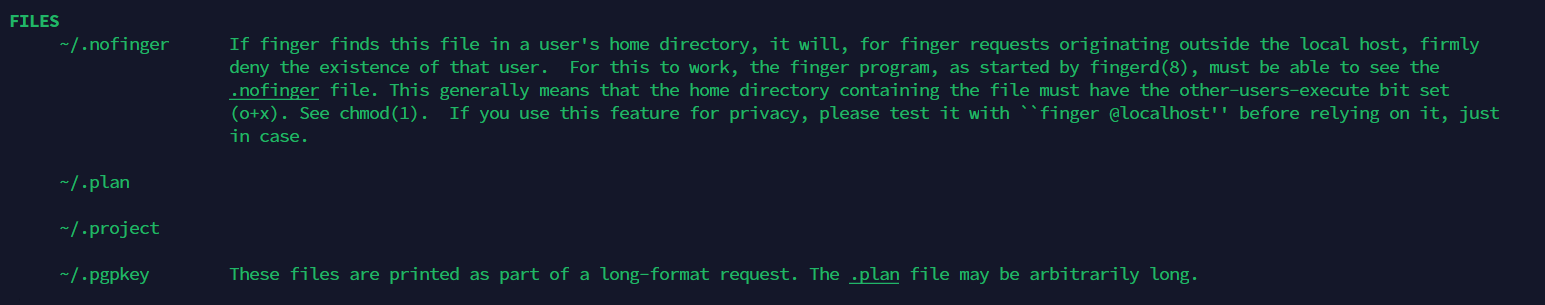 FILES
~/.nofinger If finger finds this file in a user's home directory, it will, for finger requests originating outside the local host, firmly
deny the existence of that user. For this to work, the finger program, as started by fingerd(8), must be able to see the
.nofinger file. This generally means that the home directory containing the file must have the other-users-execute bit set
(o+x). See chmod(1). If you use this feature for privacy, please test it with ``finger @localhost'' before relying on it, just
in case.
~/.plan
~/.project
~/.pgpkey These files are printed as part of a long-format request. The .plan file may be arbitrarily long.